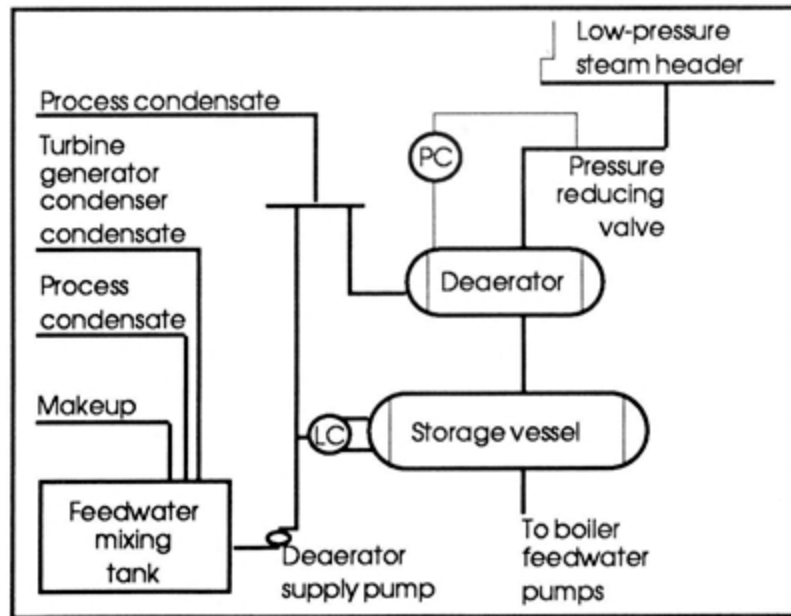 Low-pressure
steam header
Process condensate
Turbine
generator
condenser
condensate
PC
Pressure
reducing
valve
Deaerator
Process
condensate
Makeup
LC
Storage vessel
Feedwater
mixing
tank
Deaerator
supply pump
To boiler
feedwater
pumps